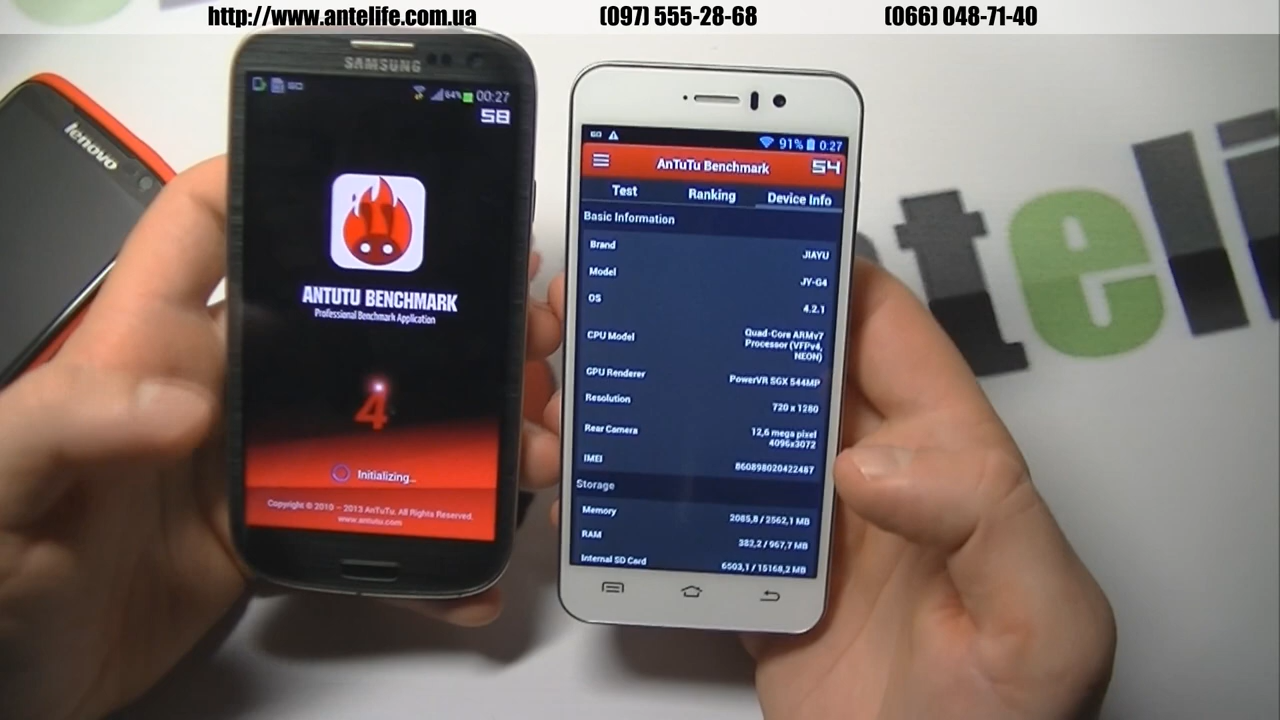 http://www.antelife.com.ua (097) 555-28-68 (066) 048-71-40
lenovo
SAMSUNG
GO 64% 00:27
58
ANTUTU BENCHMARK
Professional Benchmark Application
4
Initializing...
Copyright © 2010 – 2013 AnTuTu. All Rights Reserved.
www.antutu.com
GO 91% 0:27
AnTuTu Benchmark 54
Test Ranking Device Info
Basic Information
Brand JIAYU
Model JY-G4
OS 4.2.1
CPU Model Quad-Core ARMv7
Processor (VFPv4,
NEON)
GPU Renderer PowerVR SGX 544MP
Resolution 720 x 1280
Rear Camera 12,6 mega pixel
4096x3072
IMEI 860898020422487
Storage
Memory 2085,8 / 2562,1 MB
RAM 383,2 / 967,7 MB
Internal SD Card 6503,1 / 15168,2 MB
teli